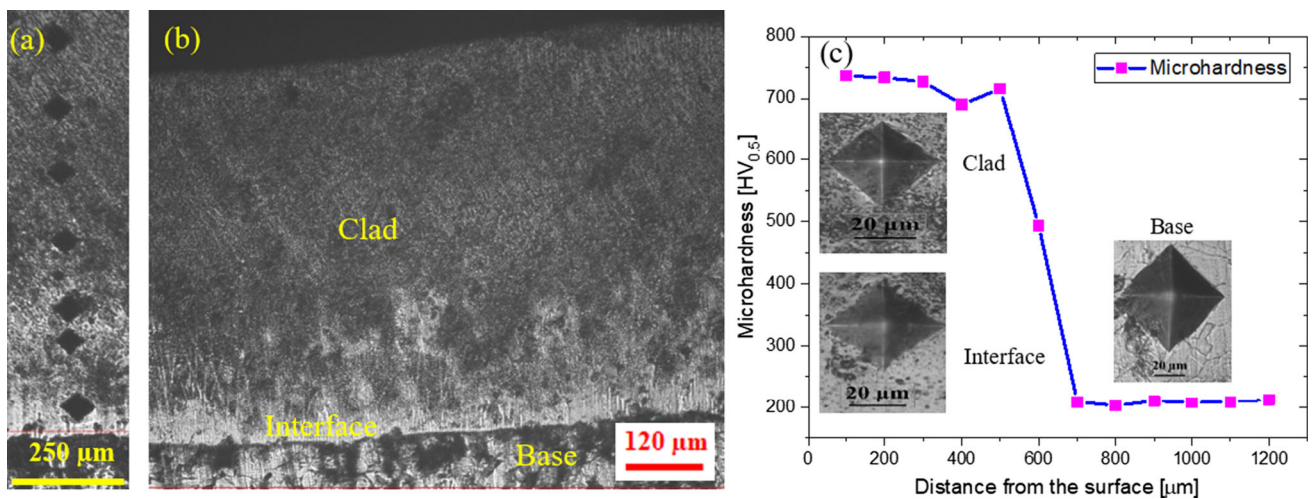 (a)
250 µm
(b)
Clad
Interface
Base
120 µm
(c)
Microhardness
800
700
600
500
400
300
200
Microhardness [HV0.5]
Clad
20 µm
Interface
20 µm
Base
20 µm
0 200 400 600 800 1000 1200
Distance from the surface [µm]